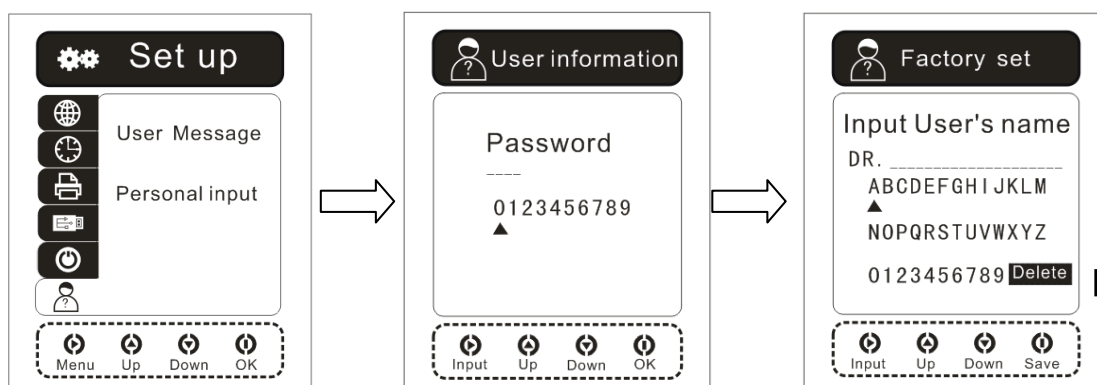 Set up
User Message
Personal input
Menu Up Down OK
User information
Password
----
0123456789
Input Up Down OK
Factory set
Input User's name
DR. ____________________
ABCDEFGHIJKLM
NOPQRSTUVWXYZ
0123456789 Delete
Input Up Down Save